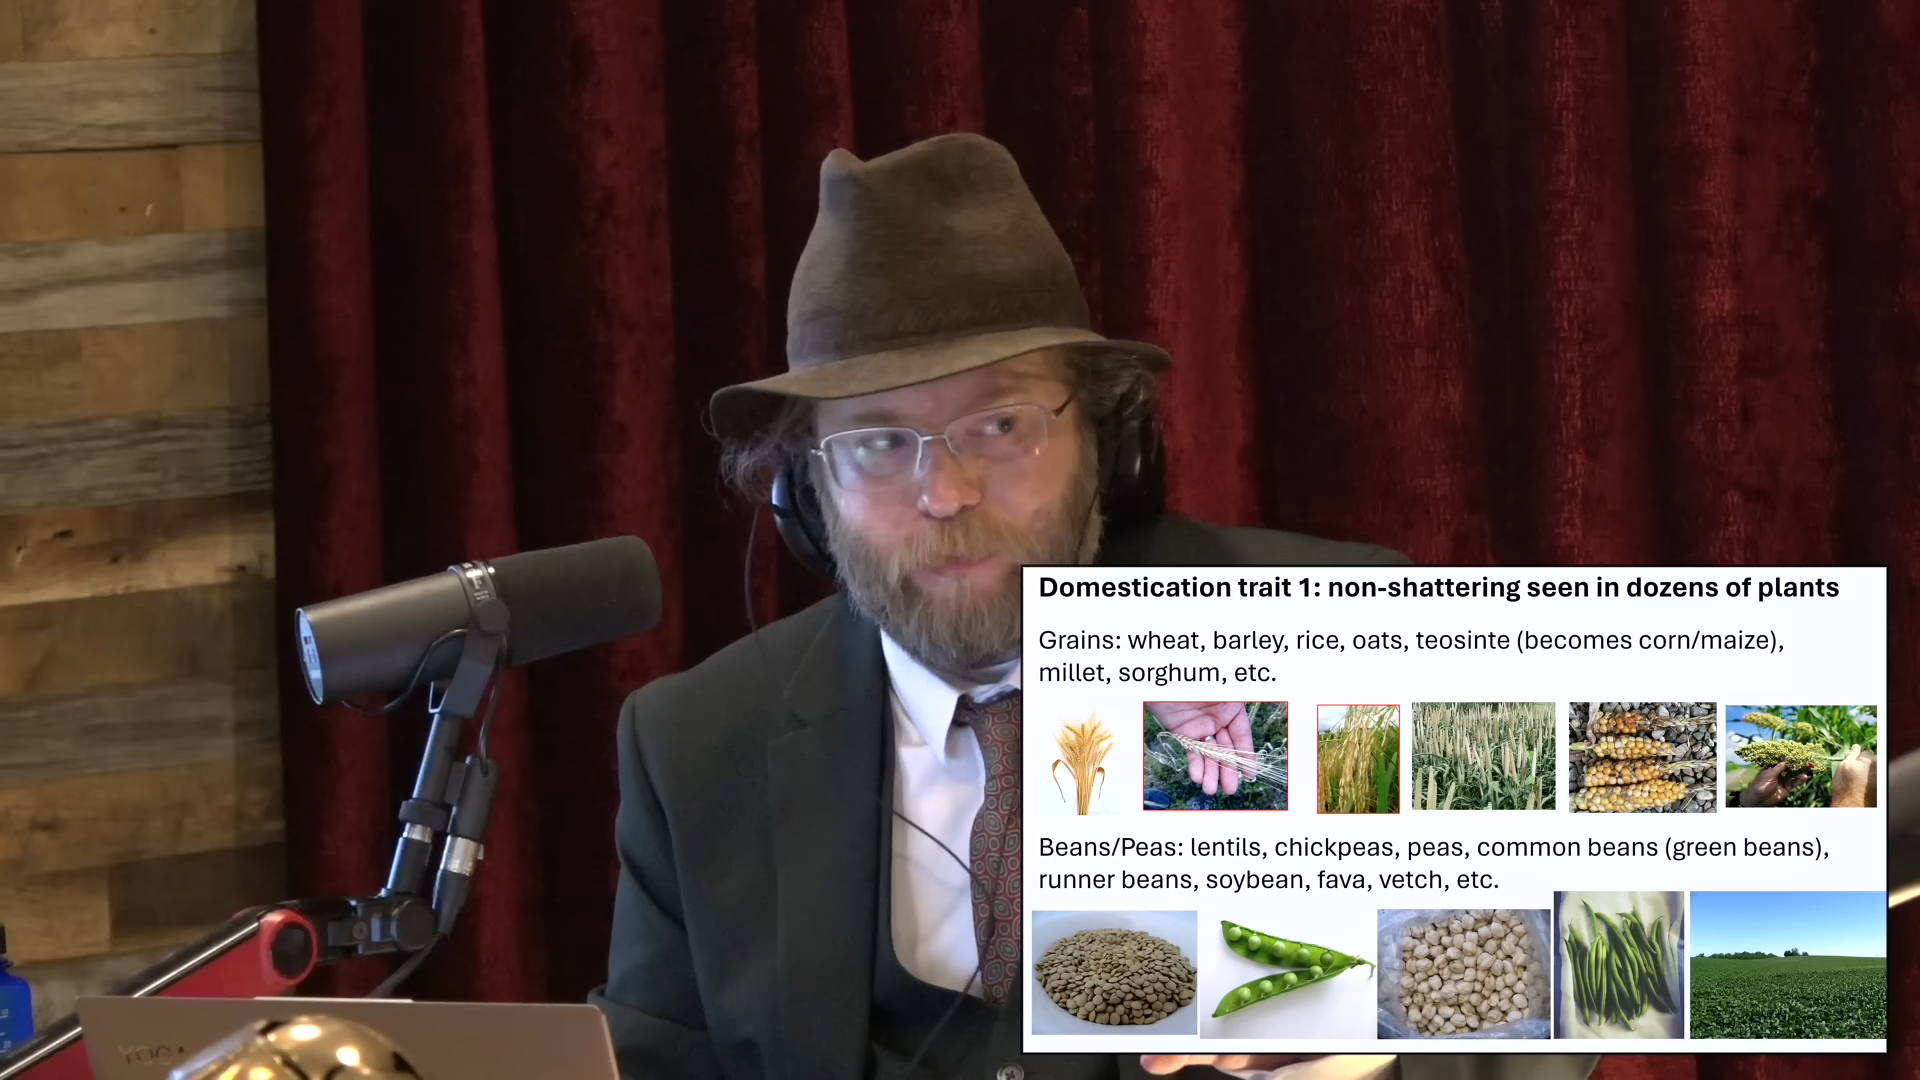 Domestication trait 1: non-shattering seen in dozens of plants
Grains: wheat, barley, rice, oats, teosinte (becomes corn/maize),
millet, sorghum, etc.
Beans/Peas: lentils, chickpeas, peas, common beans (green beans),
runner beans, soybean, fava, vetch, etc.
YOGA